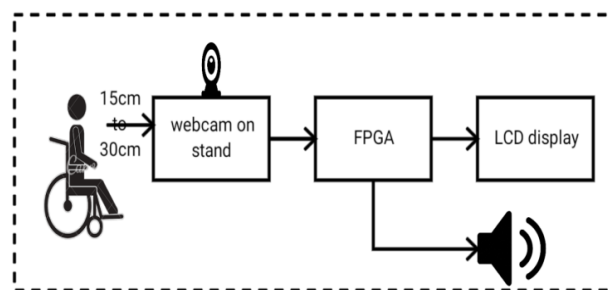 15cm
to
30cm
webcam on
stand
FPGA
LCD display